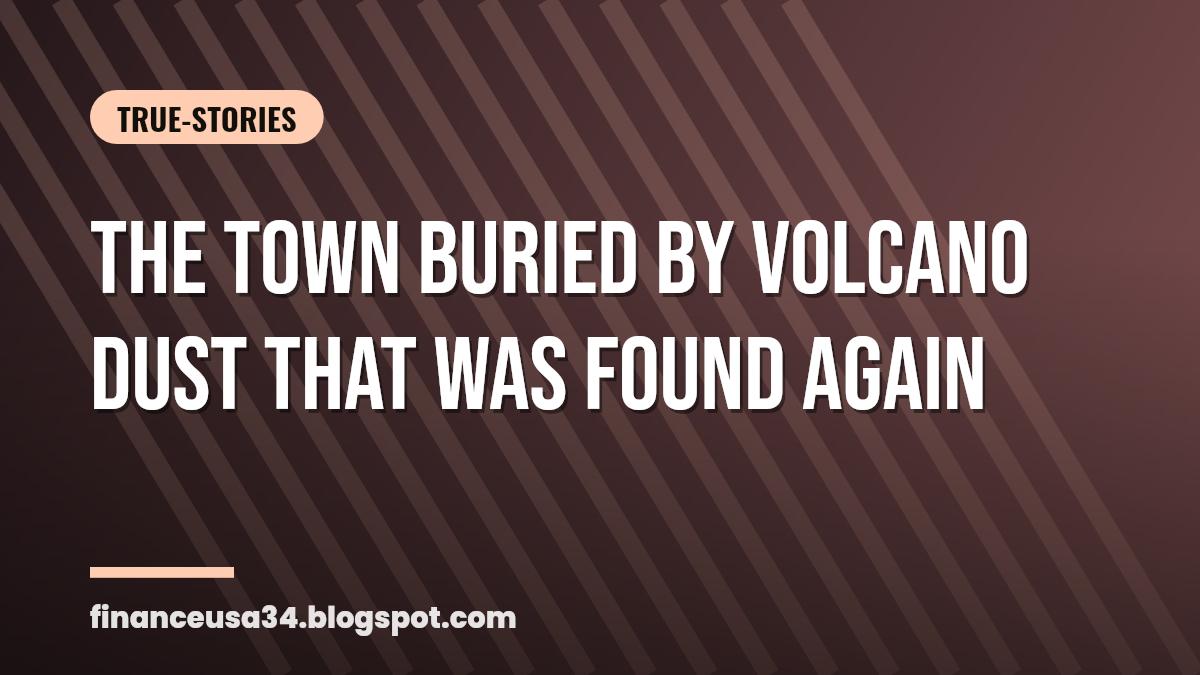 TRUE-STORIES
THE TOWN BURIED BY VOLCANO
DUST THAT WAS FOUND AGAIN
financeusa34.blogspot.com